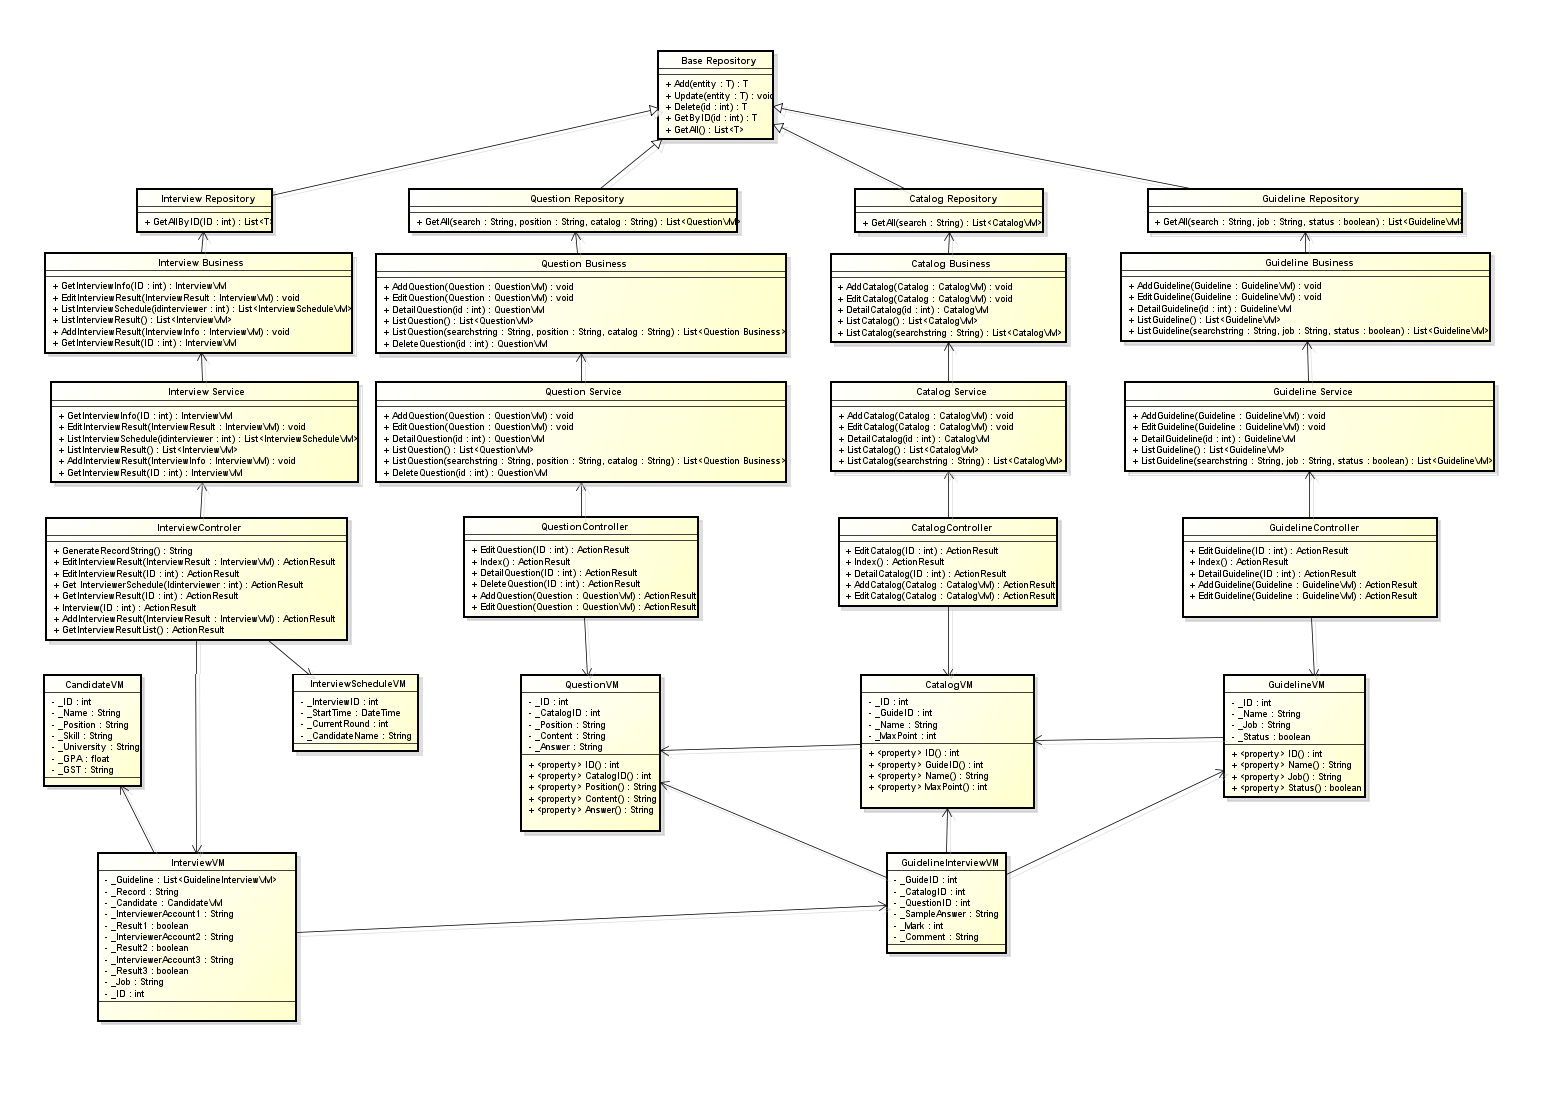 Base Repository
+ Add(entity : T) : T
+ Update(entity : T) : void
+ Delete(id : int) : T
+ GetByID(id : int) : T
+ GetAll() : List<T>
Interview Repository
+ GetAllByID(ID : int) : List<T>
Question Repository
+ GetAll(search : String, position : String, catalog : String) : List<QuestionVM>
Catalog Repository
+ GetAll(search : String) : List<CatalogVM>
Guideline Repository
+ GetAll(search : String, job : String, status : boolean) : List<GuidelineVM>
Interview Business
+ GetInterviewInfo(ID : int) : InterviewVM
+ EditInterviewResult(InterviewResult : InterviewVM) : void
+ ListInterviewSchedule(idinterviewer : int) : List<InterviewScheduleVM>
+ ListInterviewResult() : List<InterviewVM>
+ AddInterviewResult(InterviewInfo : InterviewVM) : void
+ GetInterviewResult(ID : int) : InterviewVM
Question Business
+ AddQuestion(Question : QuestionVM) : void
+ EditQuestion(Question : QuestionVM) : void
+ DetailQuestion(id : int) : QuestionVM
+ ListQuestion() : List<QuestionVM>
+ ListQuestion(searchstring : String, position : String, catalog : String) : List<Question Business>
+ DeleteQuestion(id : int) : QuestionVM
Catalog Business
+ AddCatalog(Catalog : CatalogVM) : void
+ EditCatalog(Catalog : CatalogVM) : void
+ DetailCatalog(id : int) : CatalogVM
+ ListCatalog() : List<CatalogVM>
+ ListCatalog(searchstring : String) : List<CatalogVM>
Guideline Business
+ AddGuideline(Guideline : GuidelineVM) : void
+ EditGuideline(Guideline : GuidelineVM) : void
+ DetailGuideline(id : int) : GuidelineVM
+ ListGuideline() : List<GuidelineVM>
+ ListGuideline(searchstring : String, job : String, status : boolean) : List<GuidelineVM>
Interview Service
+ GetInterviewInfo(ID : int) : InterviewVM
+ EditInterviewResult(InterviewResult : InterviewVM) : void
+ ListInterviewSchedule(idinterviewer : int) : List<InterviewScheduleVM>
+ ListInterviewResult() : List<InterviewVM>
+ AddInterviewResult(InterviewInfo : InterviewVM) : void
+ GetInterviewResult(ID : int) : InterviewVM
Question Service
+ AddQuestion(Question : QuestionVM) : void
+ EditQuestion(Question : QuestionVM) : void
+ DetailQuestion(id : int) : QuestionVM
+ ListQuestion() : List<QuestionVM>
+ ListQuestion(searchstring : String, position : String, catalog : String) : List<Question Business>
+ DeleteQuestion(id : int) : QuestionVM
Catalog Service
+ AddCatalog(Catalog : CatalogVM) : void
+ EditCatalog(Catalog : CatalogVM) : void
+ DetailCatalog(id : int) : CatalogVM
+ ListCatalog() : List<CatalogVM>
+ ListCatalog(searchstring : String) : List<CatalogVM>
Guideline Service
+ AddGuideline(Guideline : GuidelineVM) : void
+ EditGuideline(Guideline : GuidelineVM) : void
+ DetailGuideline(id : int) : GuidelineVM
+ ListGuideline() : List<GuidelineVM>
+ ListGuideline(searchstring : String, job : String, status : boolean) : List<GuidelineVM>
InterviewControler
+ GenerateRecordString() : String
+ EditInterviewResult(InterviewResult : InterviewVM) : ActionResult
+ EditInterviewResult(ID : int) : ActionResult
+ Get InterviewerSchedule(Idinterviewer : int) : ActionResult
+ GetInterviewResult(ID : int) : ActionResult
+ Interview(ID : int) : ActionResult
+ AddInterviewResult(InterviewResult : InterviewVM) : ActionResult
+ GetInterviewResultList() : ActionResult
QuestionController
+ EditQuestion(ID : int) : ActionResult
+ Index() : ActionResult
+ DetailQuestion(ID : int) : ActionResult
+ DeleteQuestion(ID : int) : ActionResult
+ AddQuestion(Question : QuestionVM) : ActionResult
+ EditQuestion(Question : QuestionVM) : ActionResult
CatalogController
+ EditCatalog(ID : int) : ActionResult
+ Index() : ActionResult
+ DetailCatalog(ID : int) : ActionResult
+ AddCatalog(Catalog : CatalogVM) : ActionResult
+ EditCatalog(Catalog : CatalogVM) : ActionResult
GuidelineController
+ EditGuideline(ID : int) : ActionResult
+ Index() : ActionResult
+ DetailGuideline(ID : int) : ActionResult
+ AddGuideline(Guideline : GuidelineVM) : ActionResult
+ EditGuideline(Guideline : GuidelineVM) : ActionResult
CandidateVM
- _ID : int
- _Name : String
- _Position : String
- _Skill : String
- _University : String
- _GPA : float
- _GST : String
InterviewScheduleVM
- _InterviewID : int
- _StartTime : DateTime
- _CurrentRound : int
- _CandidateName : String
QuestionVM
- _ID : int
- _CatalogID : int
- _Position : String
- _Content : String
- _Answer : String
+ <property> ID() : int
+ <property> CatalogID() : int
+ <property> Position() : String
+ <property> Content() : String
+ <property> Answer() : String
CatalogVM
- _ID : int
- _GuideID : int
- _Name : String
- _MaxPoint : int
+ <property> ID() : int
+ <property> GuideID() : int
+ <property> Name() : String
+ <property> MaxPoint() : int
GuidelineVM
- _ID : int
- _Name : String
- _Job : String
- _Status : boolean
+ <property> ID() : int
+ <property> Name() : String
+ <property> Job() : String
+ <property> Status() : boolean
InterviewVM
- _Guideline : List<GuidelineInterviewVM>
- _Record : String
- _Candidate : CandidateVM
- _InterviewerAccount1 : String
- _Result1 : boolean
- _InterviewerAccount2 : String
- _Result2 : boolean
- _InterviewerAccount3 : String
- _Result3 : boolean
- _Job : String
- _ID : int
GuidelineInterviewVM
- _GuideID : int
- _CatalogID : int
- _QuestionID : int
- _SampleAnswer : String
- _Mark : int
- _Comment : String